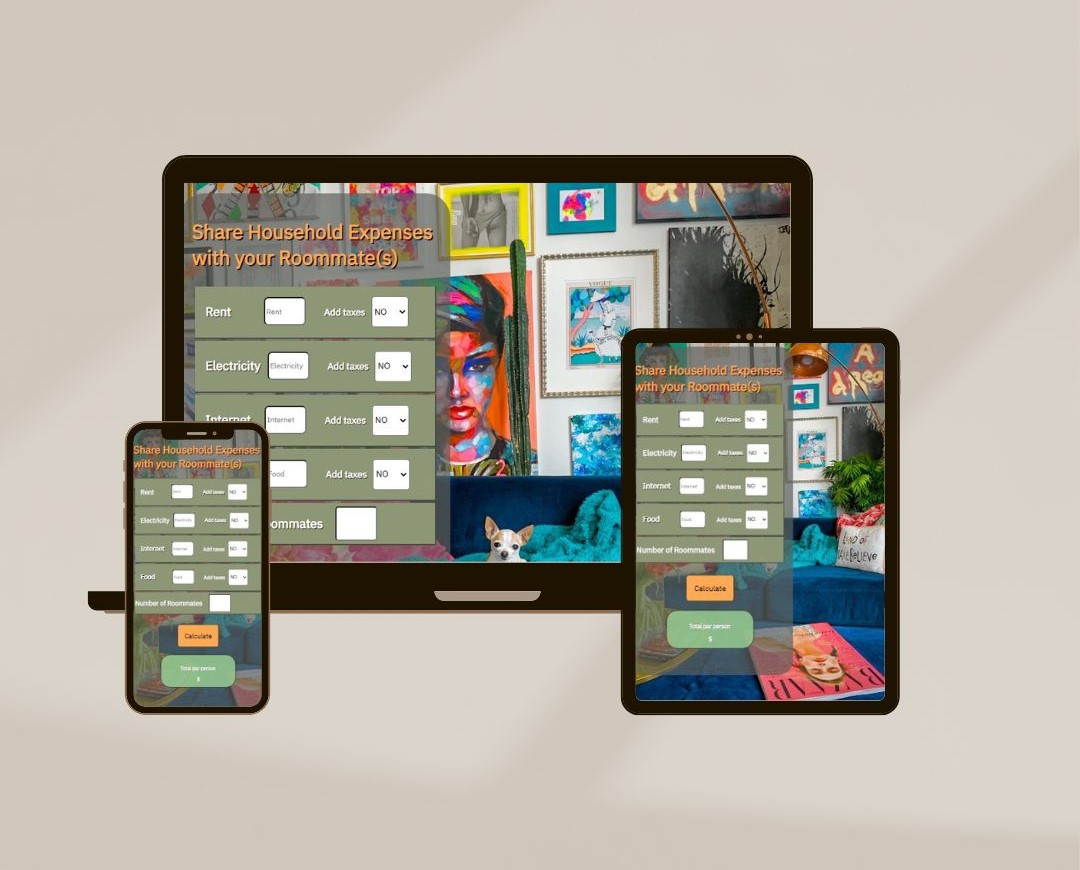 Share Household Expenses
with your Roommate(s)
Rent Rent Add taxes NO
Electricity Electricity Add taxes NO
Internet Internet Add taxes NO
Food Add taxes NO
oommates
VOGUE
Share Household Expenses
with your Roommate(s)
Rent Rent Add taxes NO
Electricity Electricity Add taxes NO
Internet Internet Add taxes NO
Food Food Add taxes NO
Number of Roommates
Calculate
Total per person
$
Share Household Expenses
with your Roommate(s)
Rent Rent Add taxes NO
Electricity Electricity Add taxes NO
Internet Internet Add taxes NO
Food Food Add taxes NO
Number of Roommates
Calculate
Total per person
$
LAND OF
BAZAAR